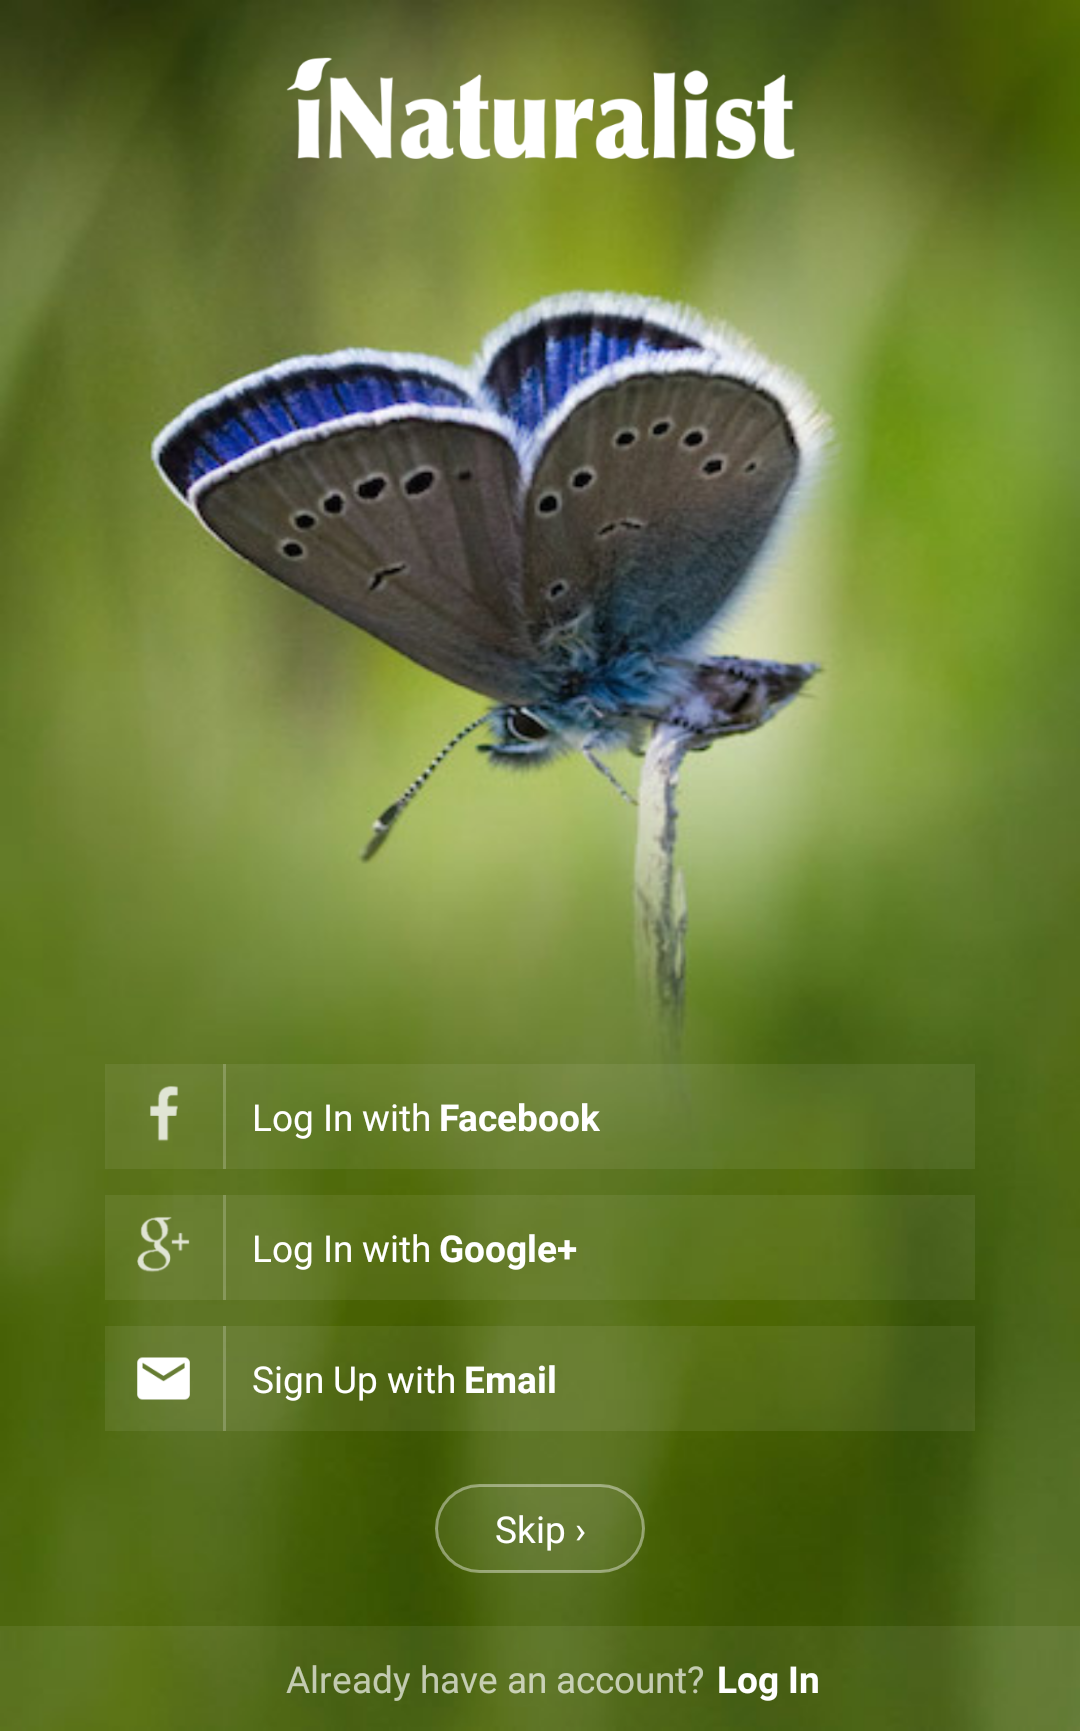 iNaturalist
Log In with Facebook
Log In with Google+
Sign Up with Email
Skip ›
Already have an account? Log In